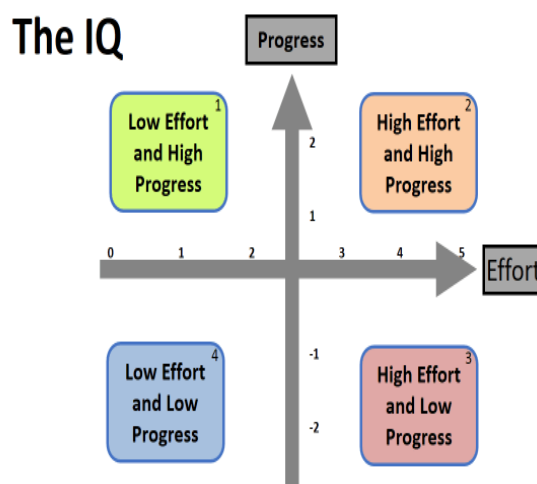 The IQ
Progress
1
Low Effort
and High
Progress
2
High Effort
and High
Progress
2
1
0 1 2 3 4 5
Effort
4
Low Effort
and Low
Progress
3
High Effort
and Low
Progress
-1
-2